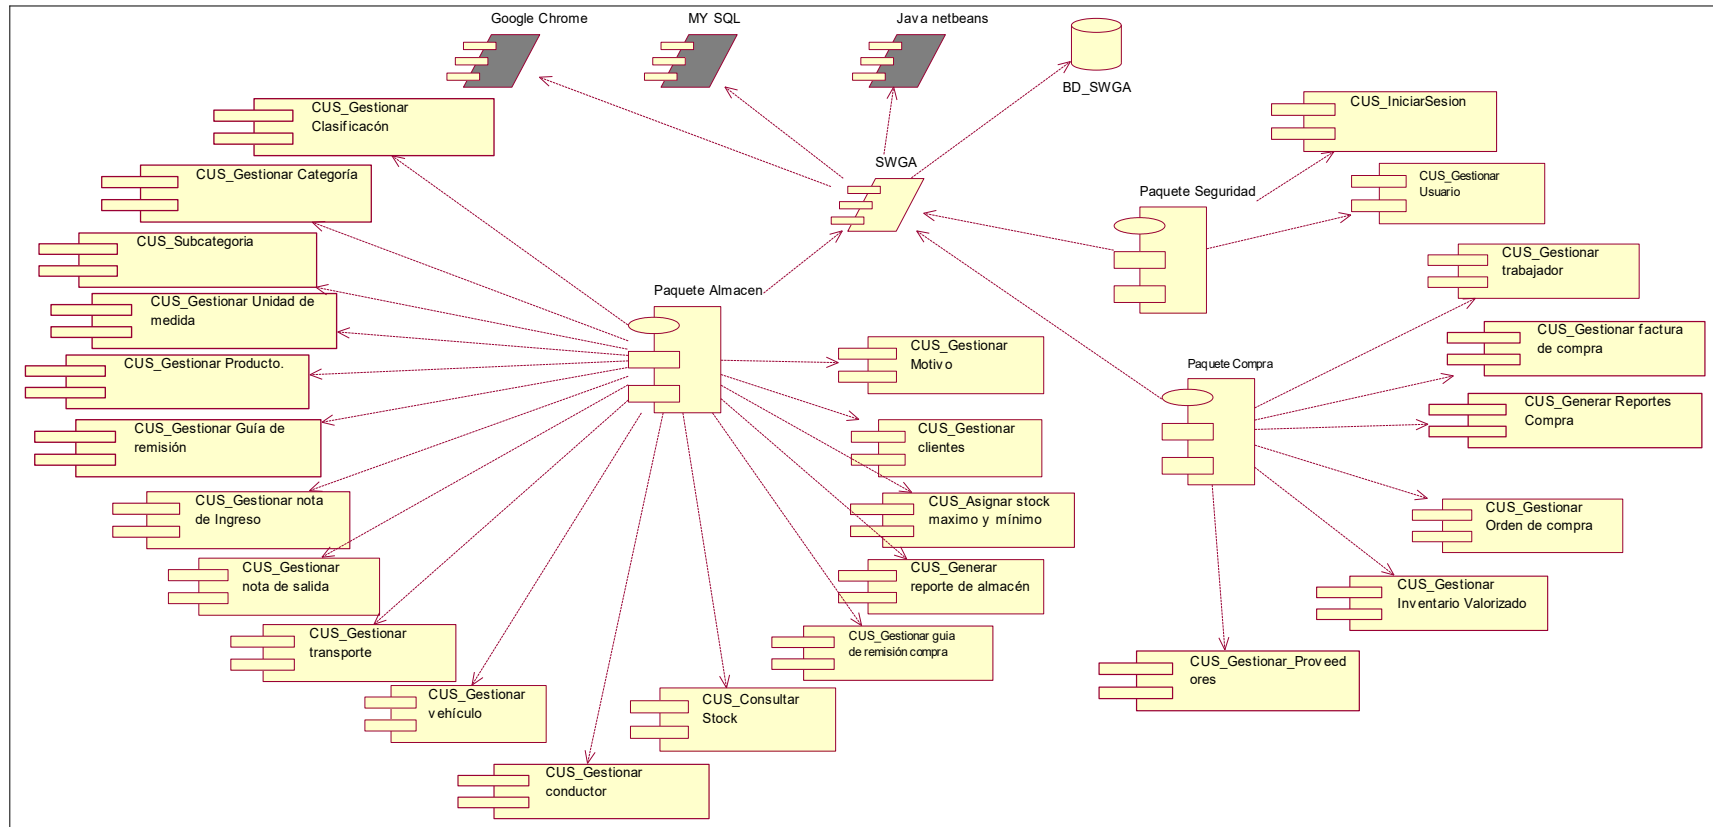 Google Chrome
MY SQL
Java netbeans
BD_SWGA
CUS_Gestionar
Clasificacón
CUS_IniciarSesion
SWGA
CUS_Gestionar Categoría
CUS_Gestionar
Usuario
Paquete Seguridad
CUS_Subcategoria
CUS_Gestionar
trabajador
Paquete Almacen
CUS_Gestionar Unidad de
medida
CUS_Gestionar factura
de compra
CUS_Gestionar
Motivo
CUS_Gestionar Producto.
Paquete Compra
CUS_Generar Reportes
Compra
CUS_Gestionar Guía de
remisión
CUS_Gestionar
clientes
CUS_Gestionar nota
de Ingreso
CUS_Asignar stock
maximo y mínimo
CUS_Gestionar
Orden de compra
CUS_Gestionar
nota de salida
CUS_Generar
reporte de almacén
CUS_Gestionar
Inventario Valorizado
CUS_Gestionar
transporte
CUS_Gestionar guia
de remisión compra
CUS_Gestionar_Proveed
ores
CUS_Gestionar
vehículo
CUS_Consultar
Stock
CUS_Gestionar
conductor